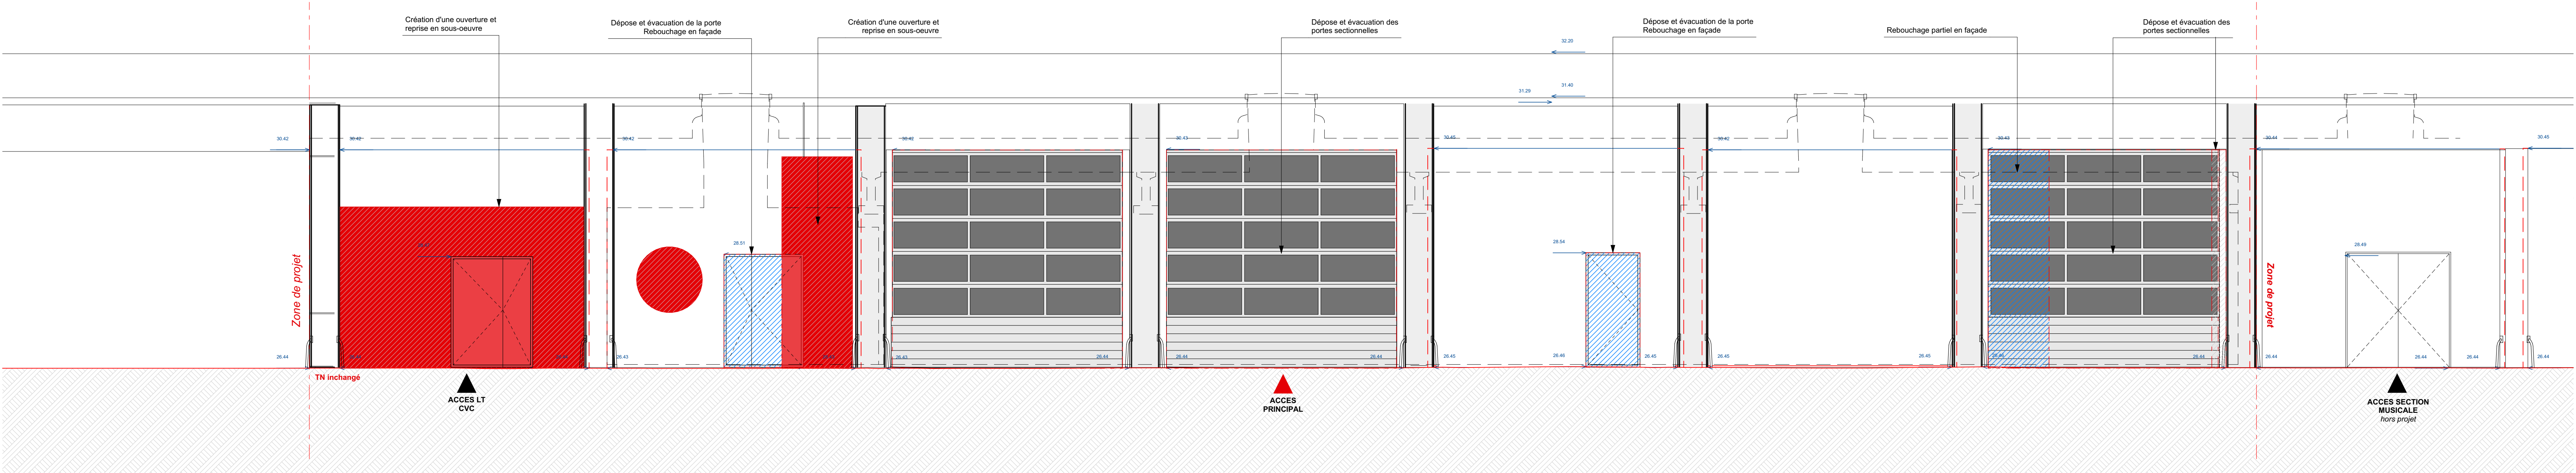 Création d'une ouverture et
reprise en sous-oeuvre
Dépose et évacuation de la porte
Rebouchage en façade
Création d'une ouverture et
reprise en sous-oeuvre
Dépose et évacuation des
portes sectionnelles
Dépose et évacuation de la porte
Rebouchage en façade
Rebouchage partiel en façade
Dépose et évacuation des
portes sectionnelles
32.20
31.40
31.29
30.42
30.42
30.42
30.42
30.43
30.45
30.42
30.43
30.44
30.45
28.51
28.54
28.49
Zone de projet
Zone de projet
26.44
26.43
26.43
26.44
26.44
26.44
26.45
26.46
26.45
26.45
26.45
26.46
26.44
26.44
26.44
26.44
26.44
TN inchangé
ACCES LT
CVC
ACCES
PRINCIPAL
ACCES SECTION
MUSICALE
hors projet